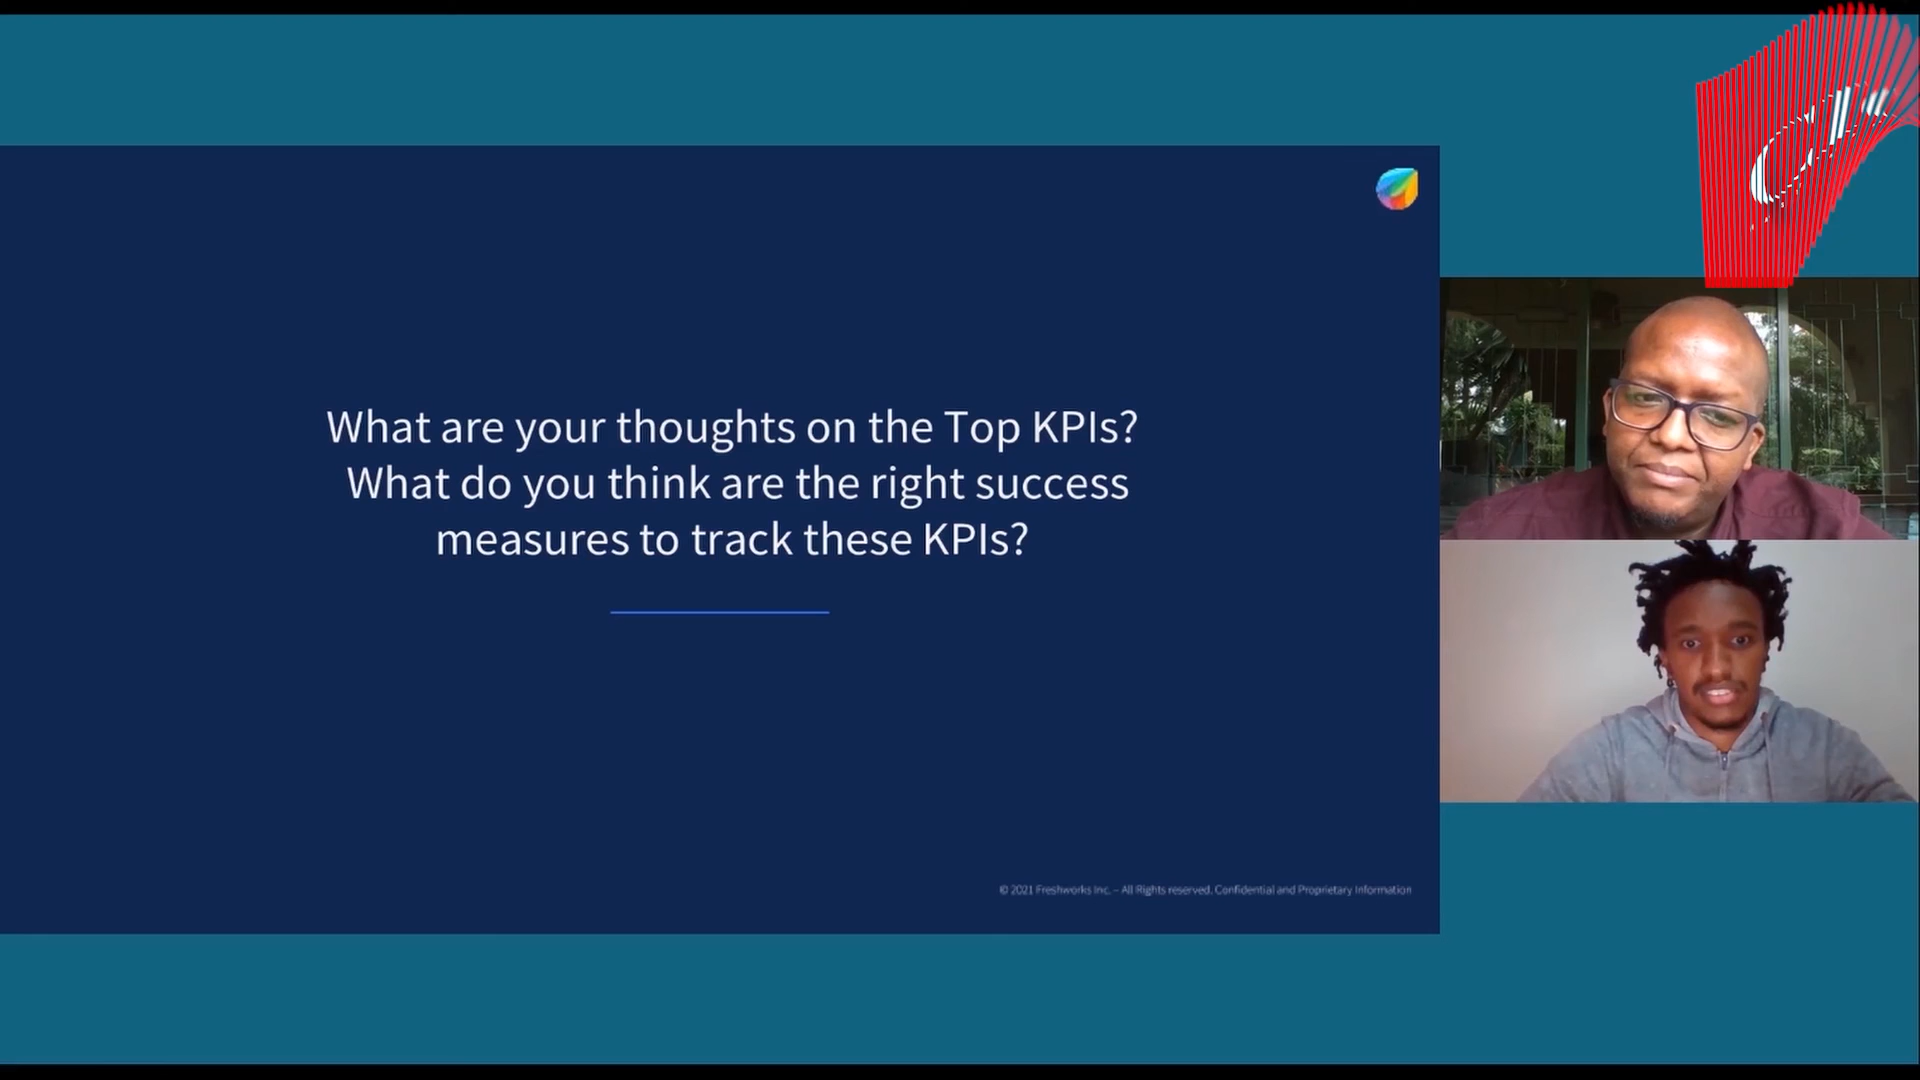 What are your thoughts on the Top KPIs?
What do you think are the right success
measures to track these KPIs?
© 2021 Freshworks Inc. – All Rights reserved. Confidential and Proprietary Information